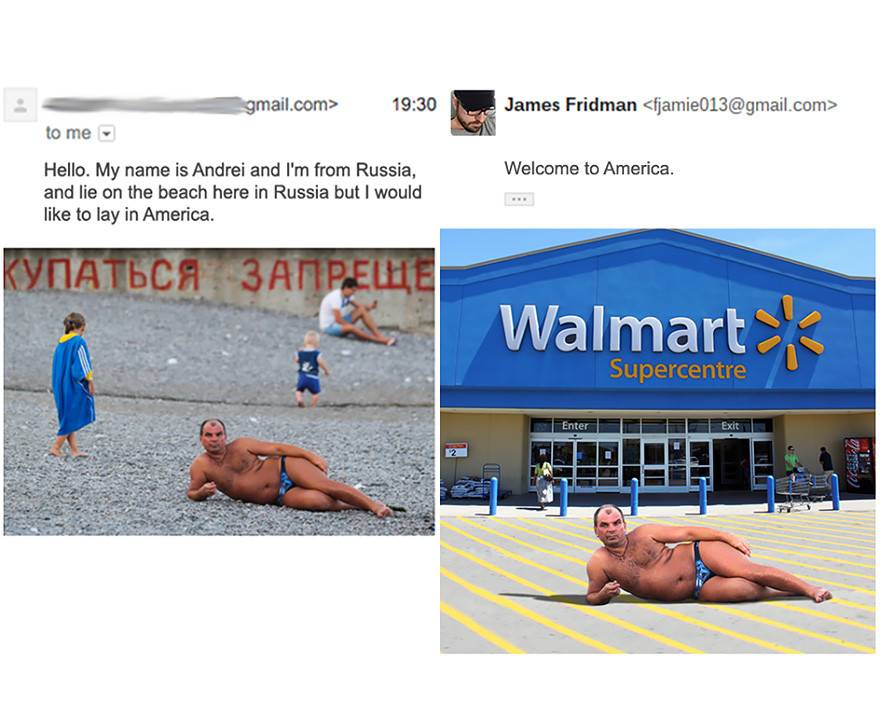 gmail.com> 19:30
to me
Hello. My name is Andrei and I'm from Russia,
and lie on the beach here in Russia but I would
like to lay in America.
КУПАТЬСЯ ЗАПРЕЩЕ
James Fridman <fjamie013@gmail.com>
Welcome to America.
Walmart
Supercentre
Enter Exit
$2